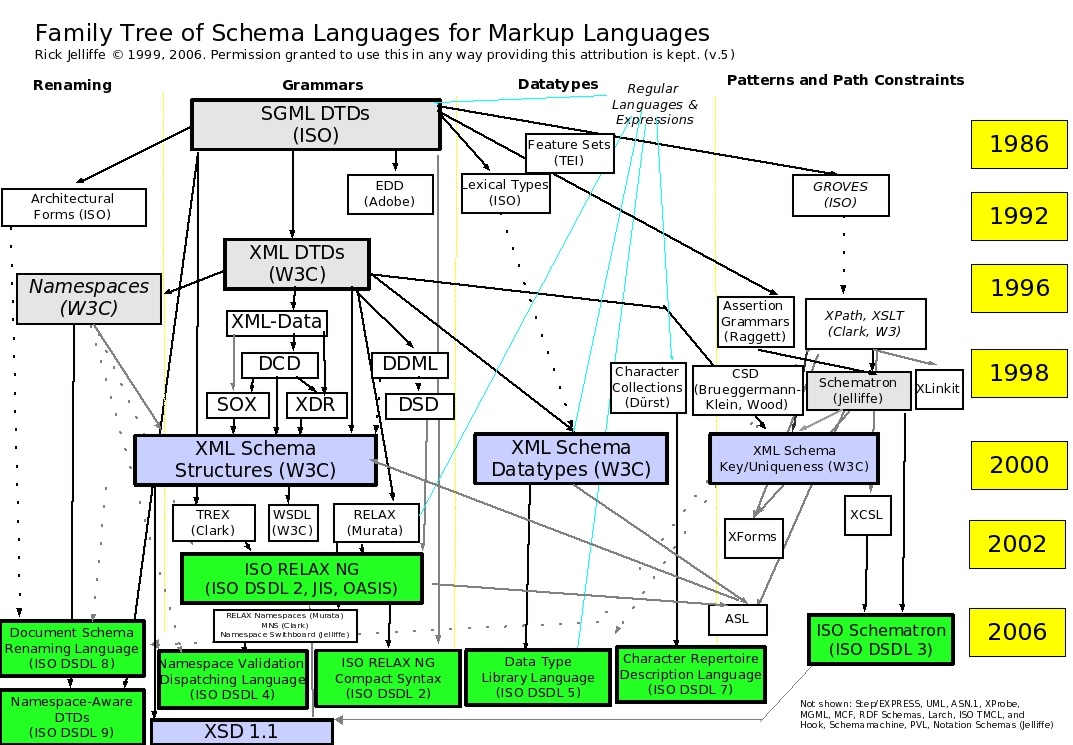 Family Tree of Schema Languages for Markup Languages
Rick Jelliffe © 1999, 2006. Permission granted to use this in any way providing this attribution is kept. (v.5)
Renaming
Grammars
Datatypes
Patterns and Path Constraints
Regular
Languages &
Expressions
SGML DTDs
(ISO)
1986
Feature Sets
(TEI)
Architectural
Forms (ISO)
EDD
(Adobe)
Lexical Types
(ISO)
GROVES
(ISO)
1992
XML DTDs
(W3C)
Namespaces
(W3C)
1996
Assertion
Grammars
(Raggett)
XPath, XSLT
(Clark, W3)
XML-Data
DCD
DDML
SOX
XDR
DSD
Character
Collections
(Dürst)
CSD
(Brueggermann-
Klein, Wood)
Schematron
(Jelliffe)
XLinkit
1998
XML Schema
Structures (W3C)
XML Schema
Datatypes (W3C)
XML Schema
Key/Uniqueness (W3C)
2000
TREX
(Clark)
WSDL
(W3C)
RELAX
(Murata)
XForms
XCSL
2002
ISO RELAX NG
(ISO DSDL 2, JIS, OASIS)
RELAX Namespaces (Murata)
MNS (Clark)
Namespace Switchboard (Jelliffe)
ASL
ISO Schematron
(ISO DSDL 3)
2006
Document Schema
Renaming Language
(ISO DSDL 8)
Namespace Validation
Dispatching Language
(ISO DSDL 4)
ISO RELAX NG
Compact Syntax
(ISO DSDL 2)
Data Type
Library Language
(ISO DSDL 5)
Character Repertoire
Description Language
(ISO DSDL 7)
Namespace-Aware
DTDs
(ISO DSDL 9)
XSD 1.1
Not shown: Step/EXPRESS, UML, ASN.1, XProbe,
MGML, MCF, RDF Schemas, Larch, ISO TMCL, and
Hook, Schemamachine, PVL, Notation Schemas (Jelliffe)